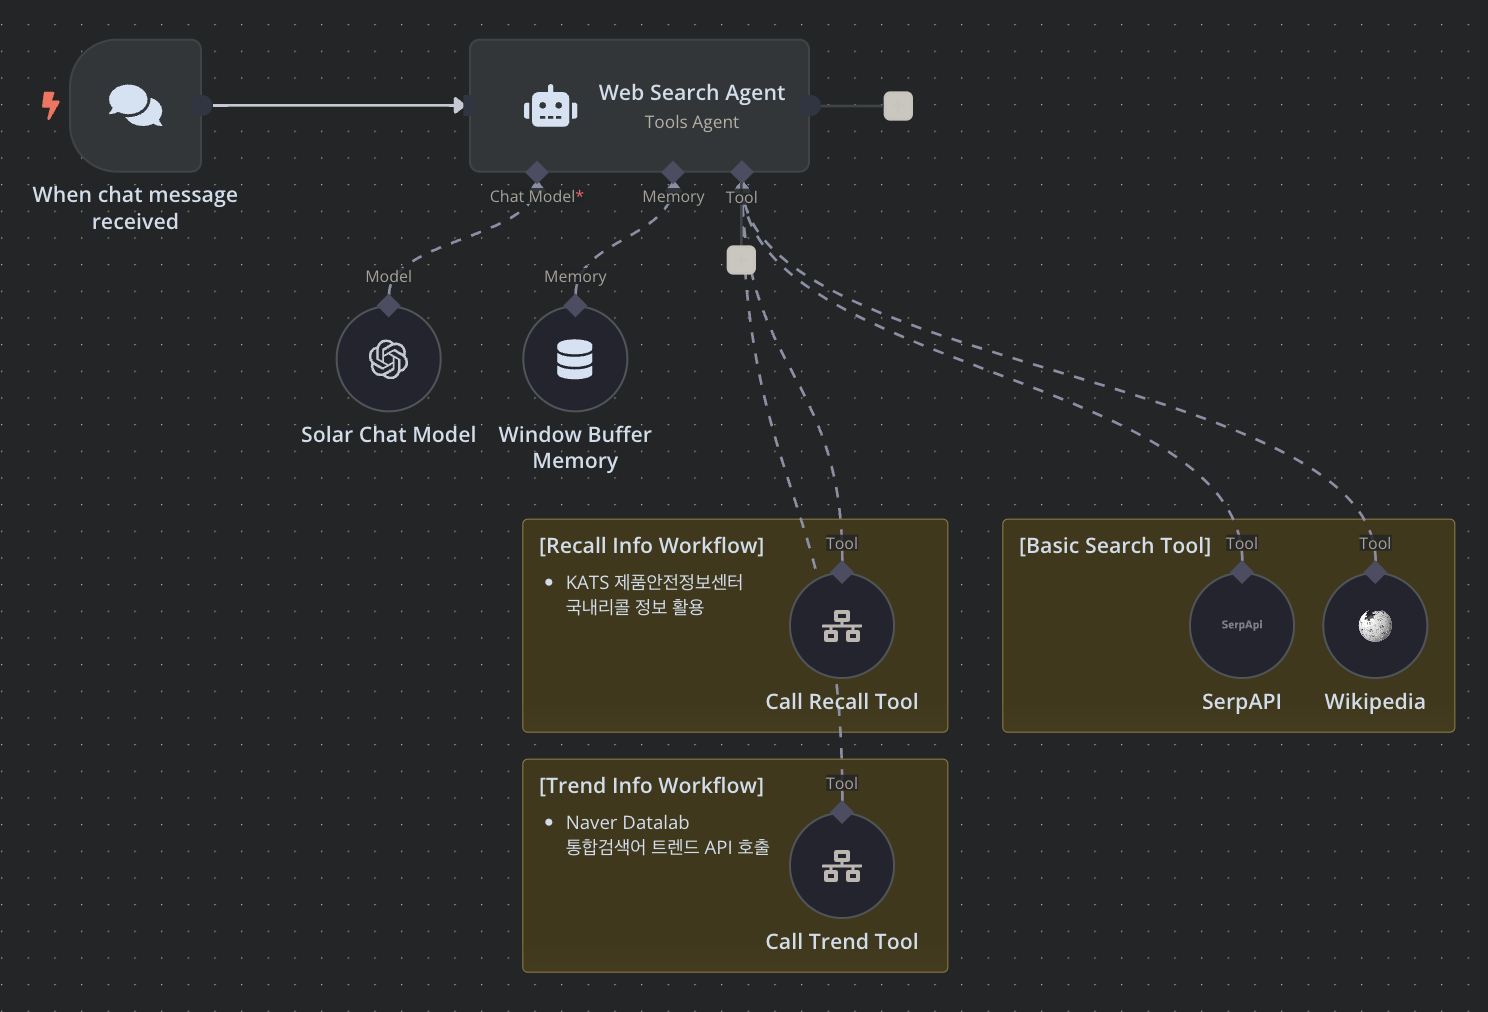 Web Search Agent
Tools Agent
When chat message
received
Chat Model*
Memory
Tool
Model
Memory
Solar Chat Model
Window Buffer
Memory
[Recall Info Workflow]
Tool
KATS 제품안전정보센터
국내리콜 정보 활용
Call Recall Tool
[Basic Search Tool]
Tool
Tool
SerpApi
SerpAPI
Wikipedia
[Trend Info Workflow]
Tool
Naver Datalab
통합검색어 트렌드 API 호출
Call Trend Tool